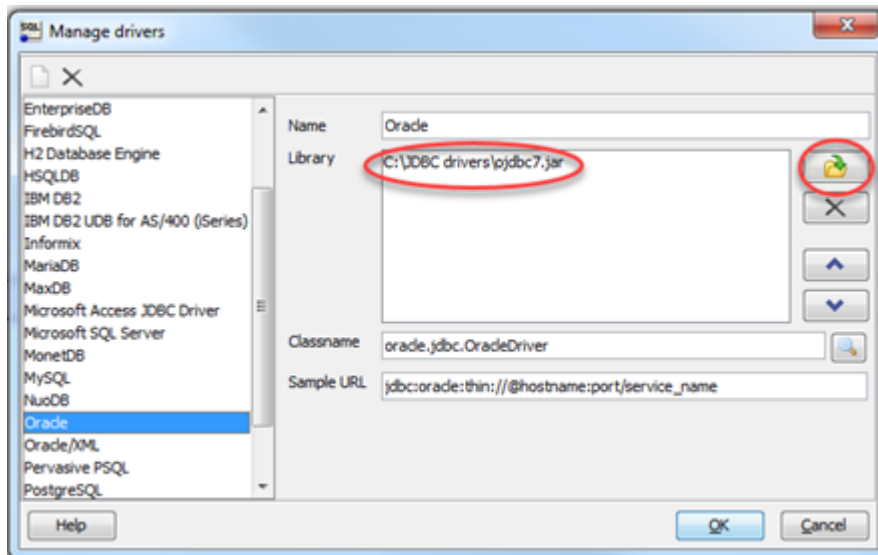 SQL Manage drivers
EnterpriseDB
FirebirdSQL
H2 Database Engine
HSQLDB
IBM DB2
IBM DB2 UDB for AS/400 (iSeries)
Informix
MariaDB
MaxDB
Microsoft Access JDBC Driver
Microsoft SQL Server
MonetDB
MySQL
NuoDB
Oracle
Oracle/XML
Pervasive PSQL
PostgreSQL
Name Oracle
Library C:\JDBC drivers\ojdbc7.jar
Classname oracle.jdbc.OracleDriver
Sample URL jdbc:oracle:thin://@hostname:port/service_name
Help OK Cancel